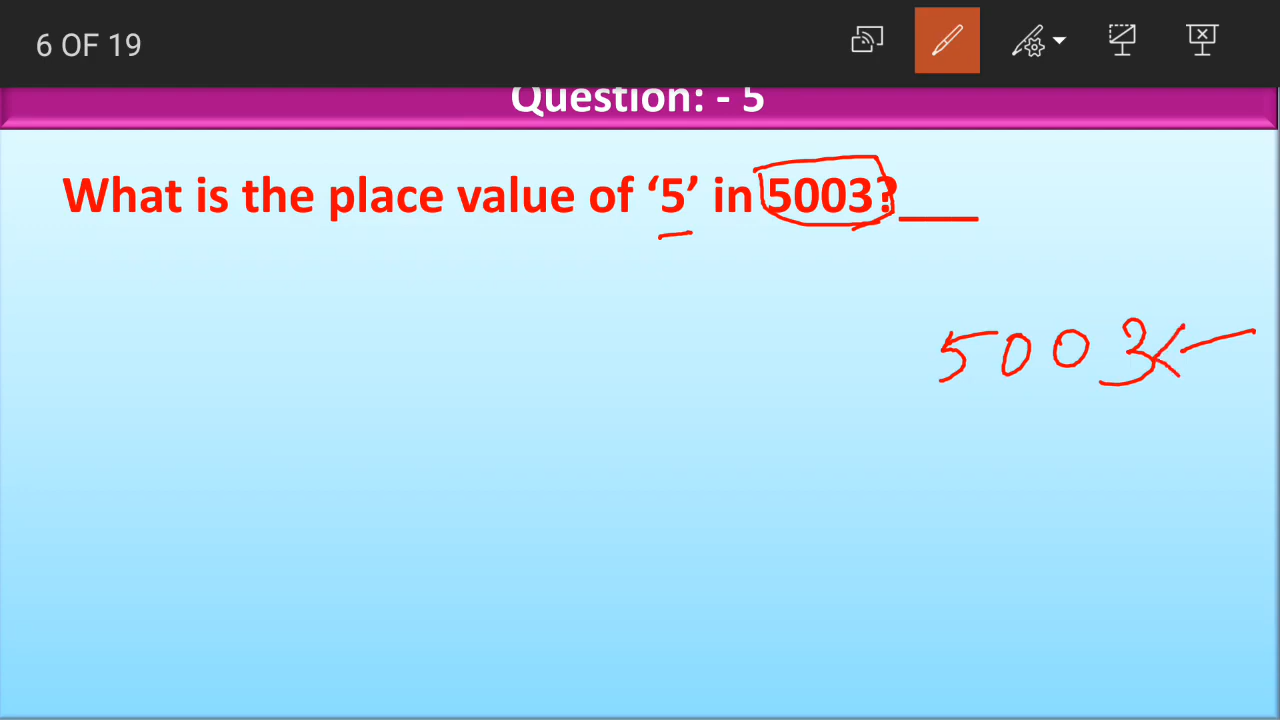 6 OF 19
Question: - 5
What is the place value of ‘5’ in 5003?___
5003